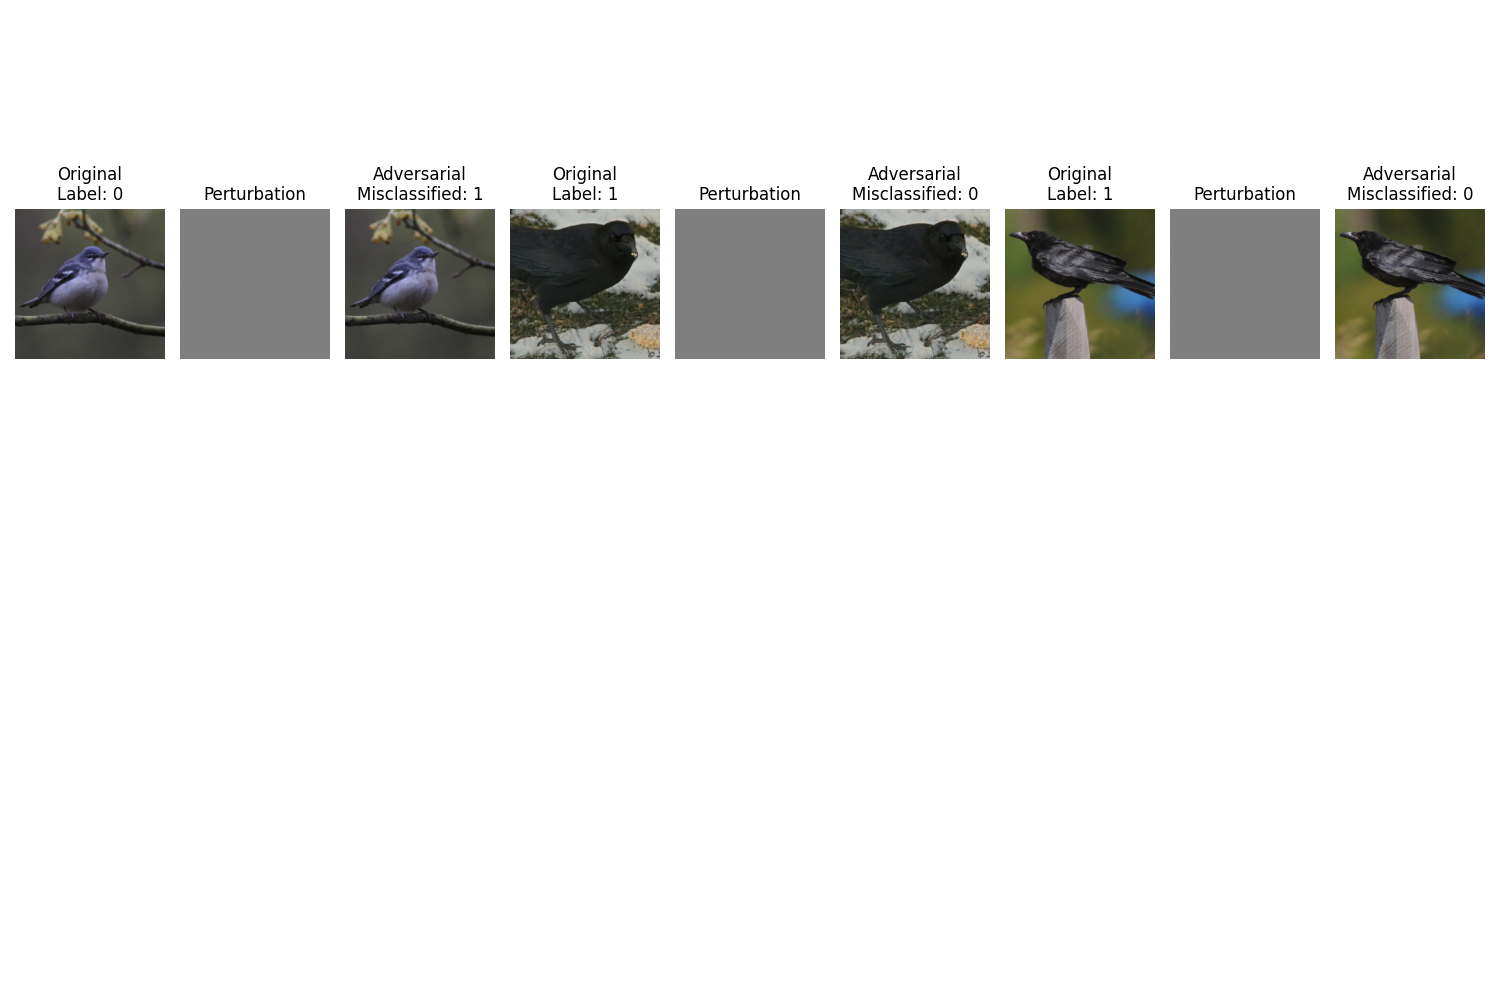 Original
Label: 0
Perturbation
Adversarial
Misclassified: 1
Original
Label: 1
Perturbation
Adversarial
Misclassified: 0
Original
Label: 1
Perturbation
Adversarial
Misclassified: 0